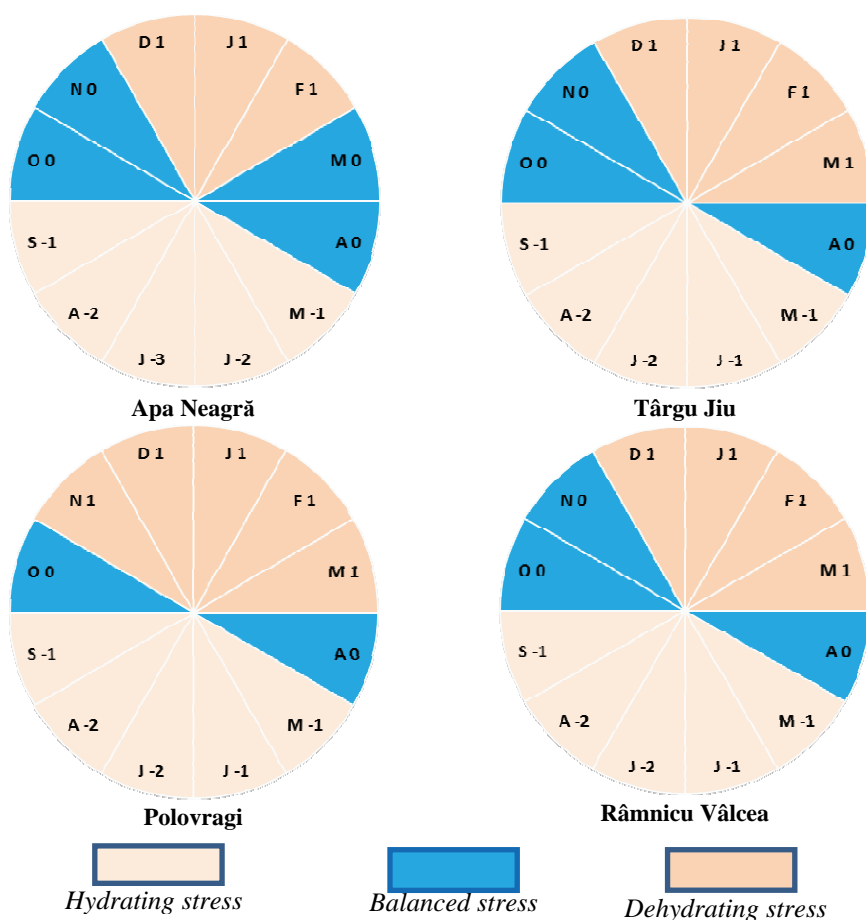 D 1 J 1
N 0 F 1
O 0 M 0
S -1 A 0
A -2 M -1
J -3 J -2
Apa Neagră
D 1 J 1
N 0 F 1
O 0 M 1
S -1 A 0
A -2 M -1
J -2 J -1
Târgu Jiu
D 1 J 1
N 1 F 1
O 0 M 1
S -1 A 0
A -2 M -1
J -2 J -1
Polovragi
D 1 J 1
N 0 F 1
O 0 M 1
S -1 A 0
A -2 M -1
J -2 J -1
Râmnicu Vâlcea
Hydrating stress
Balanced stress
Dehydrating stress